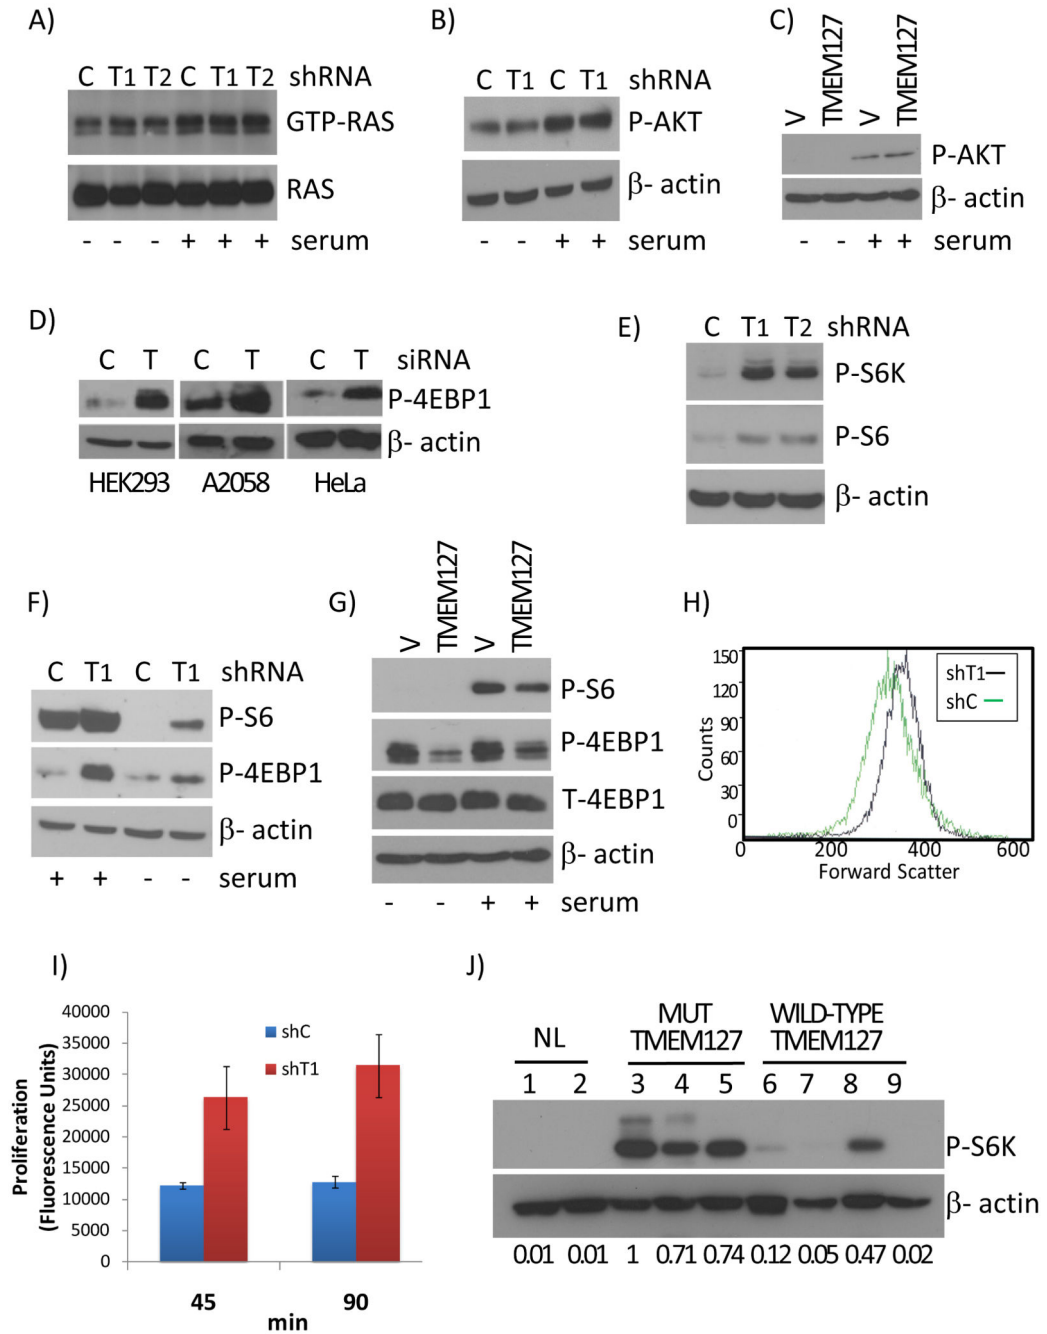 A)
C T1 T2 C T1 T2 shRNA
GTP-RAS
RAS
- - - + + + serum
B)
C T1 C T1 shRNA
P-AKT
β- actin
- - + + serum
C)
V TMEM127 V TMEM127
P-AKT
β- actin
- - + + serum
D)
C T C T C T siRNA
P-4EBP1
β- actin
HEK293 A2058 HeLa
E)
C T1 T2 shRNA
P-S6K
P-S6
β- actin
F)
C T1 C T1 shRNA
P-S6
P-4EBP1
β- actin
+ + - - serum
G)
V TMEM127 V TMEM127
P-S6
P-4EBP1
T-4EBP1
β- actin
- - + + serum
H)
150
120
90
60
30
0
Counts
shT1
shC
0 200 400 600
Forward Scatter
I)
40000
35000
30000
25000
20000
15000
10000
5000
0
Proliferation
(Fluorescence Units)
shC
shT1
45 90
min
J)
NL MUT TMEM127 WILD-TYPE TMEM127
1 2 3 4 5 6 7 8 9
P-S6K
β- actin
0.01 0.01 1 0.71 0.74 0.12 0.05 0.47 0.02